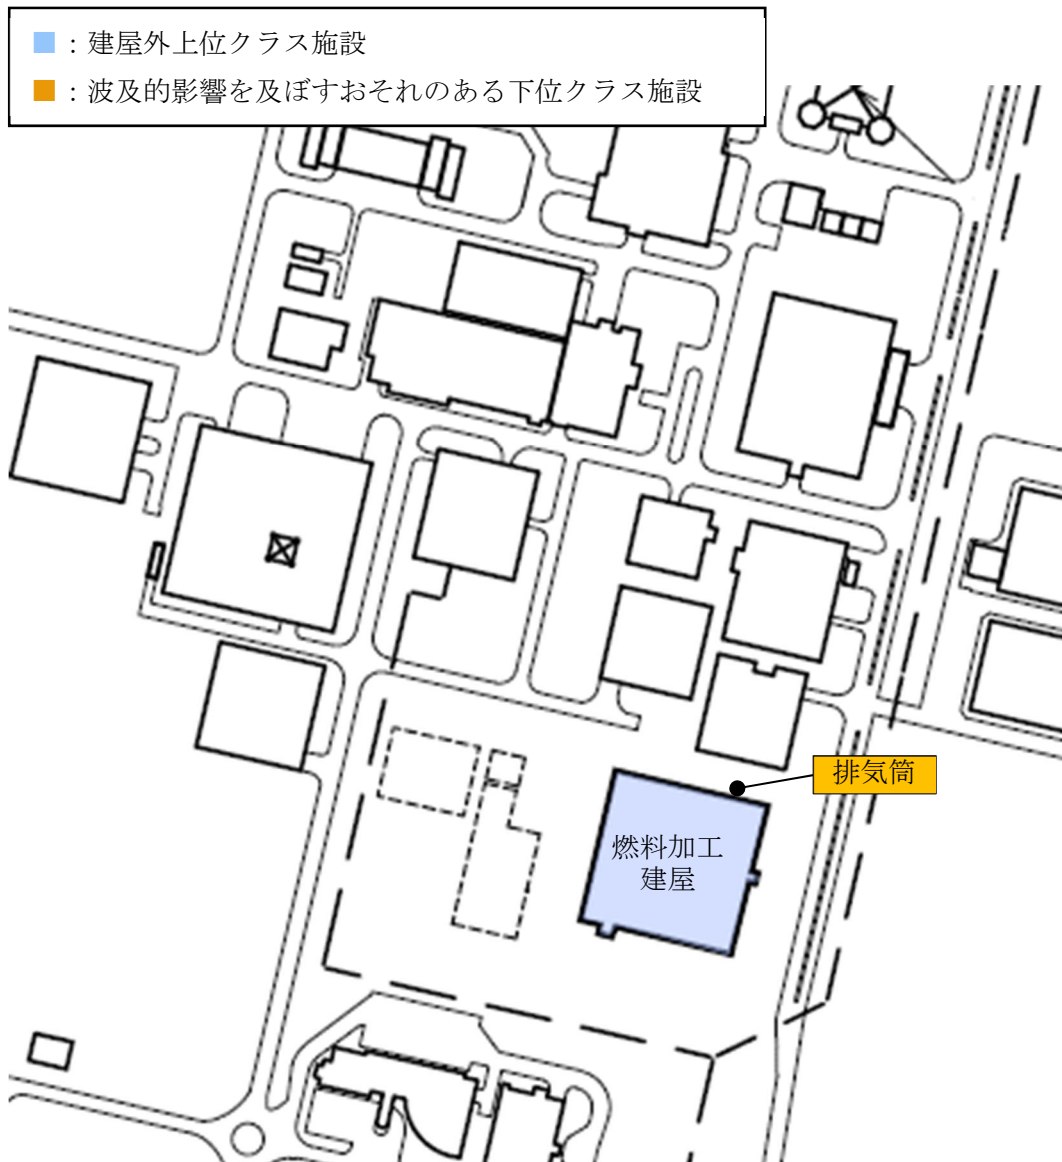 ：建屋外上位クラス施設
：波及的影響を及ぼすおそれのある下位クラス施設
排気筒
燃料加工
建屋